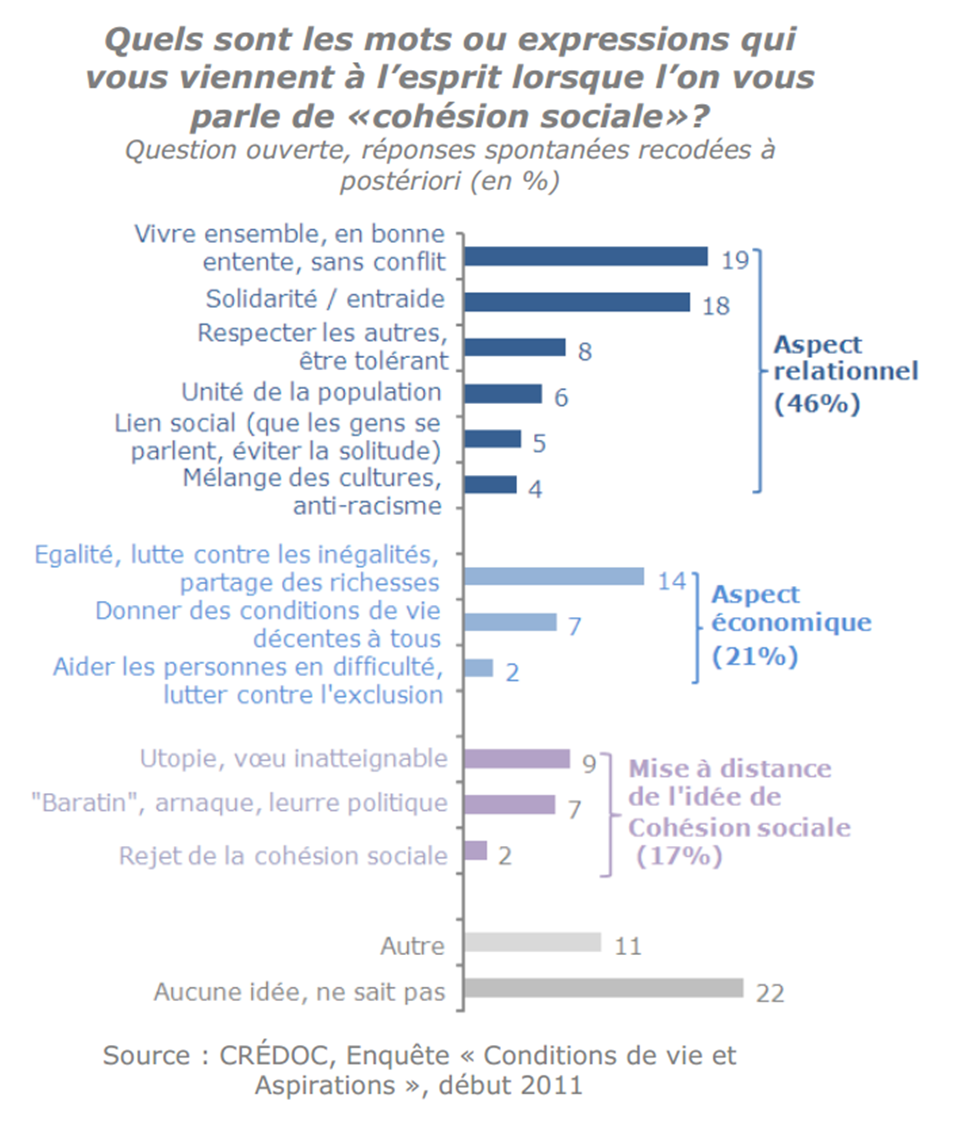 Quels sont les mots ou expressions qui
vous viennent à l’esprit lorsque l’on vous
parle de «cohésion sociale»?
Question ouverte, réponses spontanées recodées à
postériori (en %)
Vivre ensemble, en bonne
entente, sans conflit
19
Solidarité / entraide
18
Respecter les autres,
être tolérant
8
Unité de la population
6
Lien social (que les gens se
parlent, éviter la solitude)
5
Mélange des cultures,
anti-racisme
4
Aspect
relationnel
(46%)
Egalité, lutte contre les inégalités,
partage des richesses
14
Donner des conditions de vie
décentes à tous
7
Aider les personnes en difficulté,
lutter contre l'exclusion
2
Aspect
économique
(21%)
Utopie, vœu inatteignable
9
"Baratin", arnaque, leurre politique
7
Rejet de la cohésion sociale
2
Mise à distance
de l'idée de
Cohésion sociale
(17%)
Autre
11
Aucune idée, ne sait pas
22
Source : CRÉDOC, Enquête « Conditions de vie et
Aspirations », début 2011